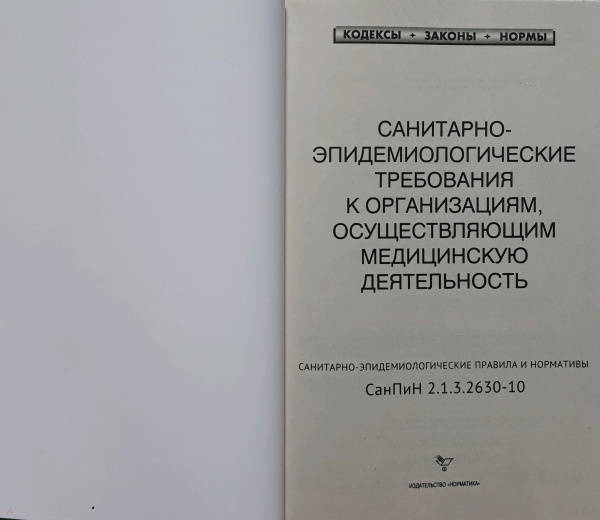 КОДЕКСЫ + ЗАКОНЫ + НОРМЫ
САНИТАРНО-
ЭПИДЕМИОЛОГИЧЕСКИЕ
ТРЕБОВАНИЯ
К ОРГАНИЗАЦИЯМ,
ОСУЩЕСТВЛЯЮЩИМ
МЕДИЦИНСКУЮ
ДЕЯТЕЛЬНОСТЬ
САНИТАРНО-ЭПИДЕМИОЛОГИЧЕСКИЕ ПРАВИЛА И НОРМАТИВЫ
СанПиН 2.1.3.2630-10
®
ИЗДАТЕЛЬСТВО «НОРМАТИКА»